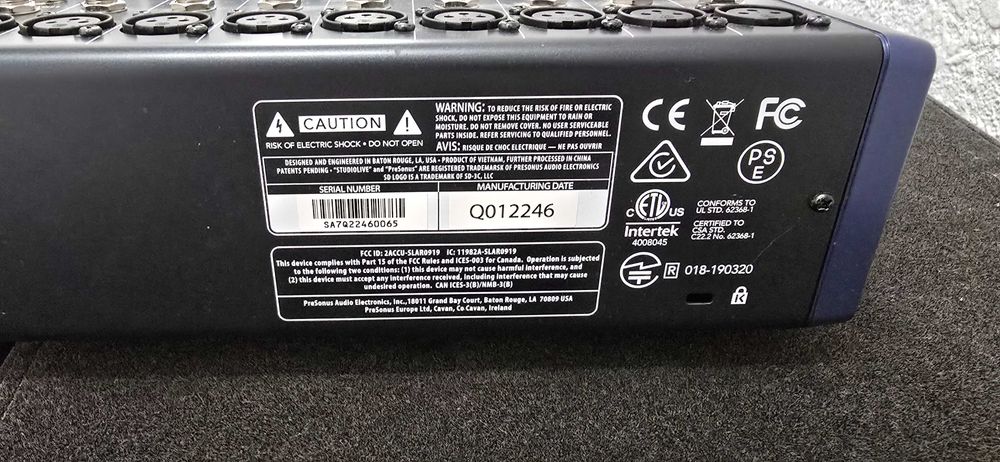 CAUTION
RISK OF ELECTRIC SHOCK • DO NOT OPEN
WARNING: TO REDUCE THE RISK OF FIRE OR ELECTRIC
SHOCK, DO NOT EXPOSE THIS EQUIPMENT TO RAIN OR
MOISTURE. DO NOT REMOVE COVER. NO USER SERVICEABLE
PARTS INSIDE. REFER SERVICING TO QUALIFIED PERSONNEL.
AVIS: RISQUE DE CHOC ELECTRIQUE — NE PAS OUVRIR
DESIGNED AND ENGINEERED IN BATON ROUGE, LA, USA • PRODUCT OF VIETNAM, FURTHER PROCESSED IN CHINA
PATENTS PENDING • "STUDIOLIVE" and "PreSonus" ARE REGISTERED TRADEMARSK OF PRESONUS AUDIO ELECTRONICS
SD LOGO IS A TRADEMARK OF SD-3C, LLC
SERIAL NUMBER
SA7Q22460065
MANUFACTURING DATE
Q012246
FCC ID: 2ACCU-SLAR0919 IC: 11982A-SLAR0919
This device complies with Part 15 of the FCC Rules and ICES-003 for Canada. Operation is subjected
to the following two conditions: (1) this device may not cause harmful interference, and
(2) this device must accept any interference received, including interference that may cause
undesired operation. CAN ICES-3(B)/NMB-3(B)
PreSonus Audio Electronics, Inc.,18011 Grand Bay Court, Baton Rouge, LA 70809 USA
PreSonus Europe Ltd, Cavan, Co Cavan, Ireland
CE
FC
PS
E
c ETL us
Intertek
4008045
CONFORMS TO
UL STD. 62368-1
CERTIFIED TO
CSA STD.
C22.2 No. 62368-1
R 018-190320
K